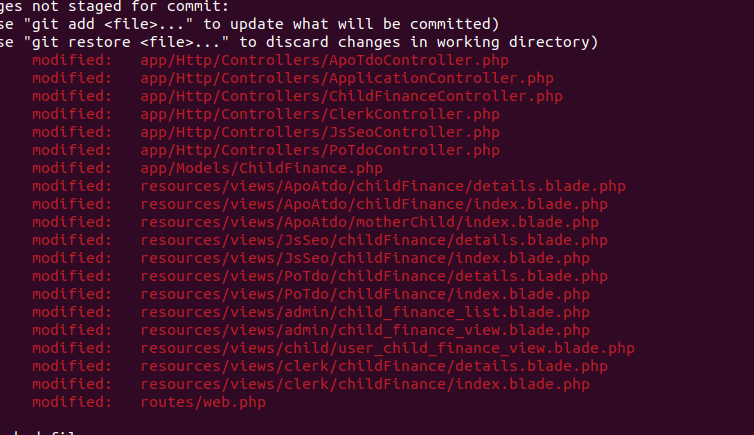 ges not staged for commit:
se "git add <file>..." to update what will be committed)
se "git restore <file>..." to discard changes in working directory)
modified: app/Http/Controllers/ApoTdoController.php
modified: app/Http/Controllers/ApplicationController.php
modified: app/Http/Controllers/ChildFinanceController.php
modified: app/Http/Controllers/ClerkController.php
modified: app/Http/Controllers/JsSeoController.php
modified: app/Http/Controllers/PoTdoController.php
modified: app/Models/ChildFinance.php
modified: resources/views/ApoAtdo/childFinance/details.blade.php
modified: resources/views/ApoAtdo/childFinance/index.blade.php
modified: resources/views/ApoAtdo/motherChild/index.blade.php
modified: resources/views/JsSeo/childFinance/details.blade.php
modified: resources/views/JsSeo/childFinance/index.blade.php
modified: resources/views/PoTdo/childFinance/details.blade.php
modified: resources/views/PoTdo/childFinance/index.blade.php
modified: resources/views/admin/child_finance_list.blade.php
modified: resources/views/admin/child_finance_view.blade.php
modified: resources/views/child/user_child_finance_view.blade.php
modified: resources/views/clerk/childFinance/details.blade.php
modified: resources/views/clerk/childFinance/index.blade.php
modified: routes/web.php